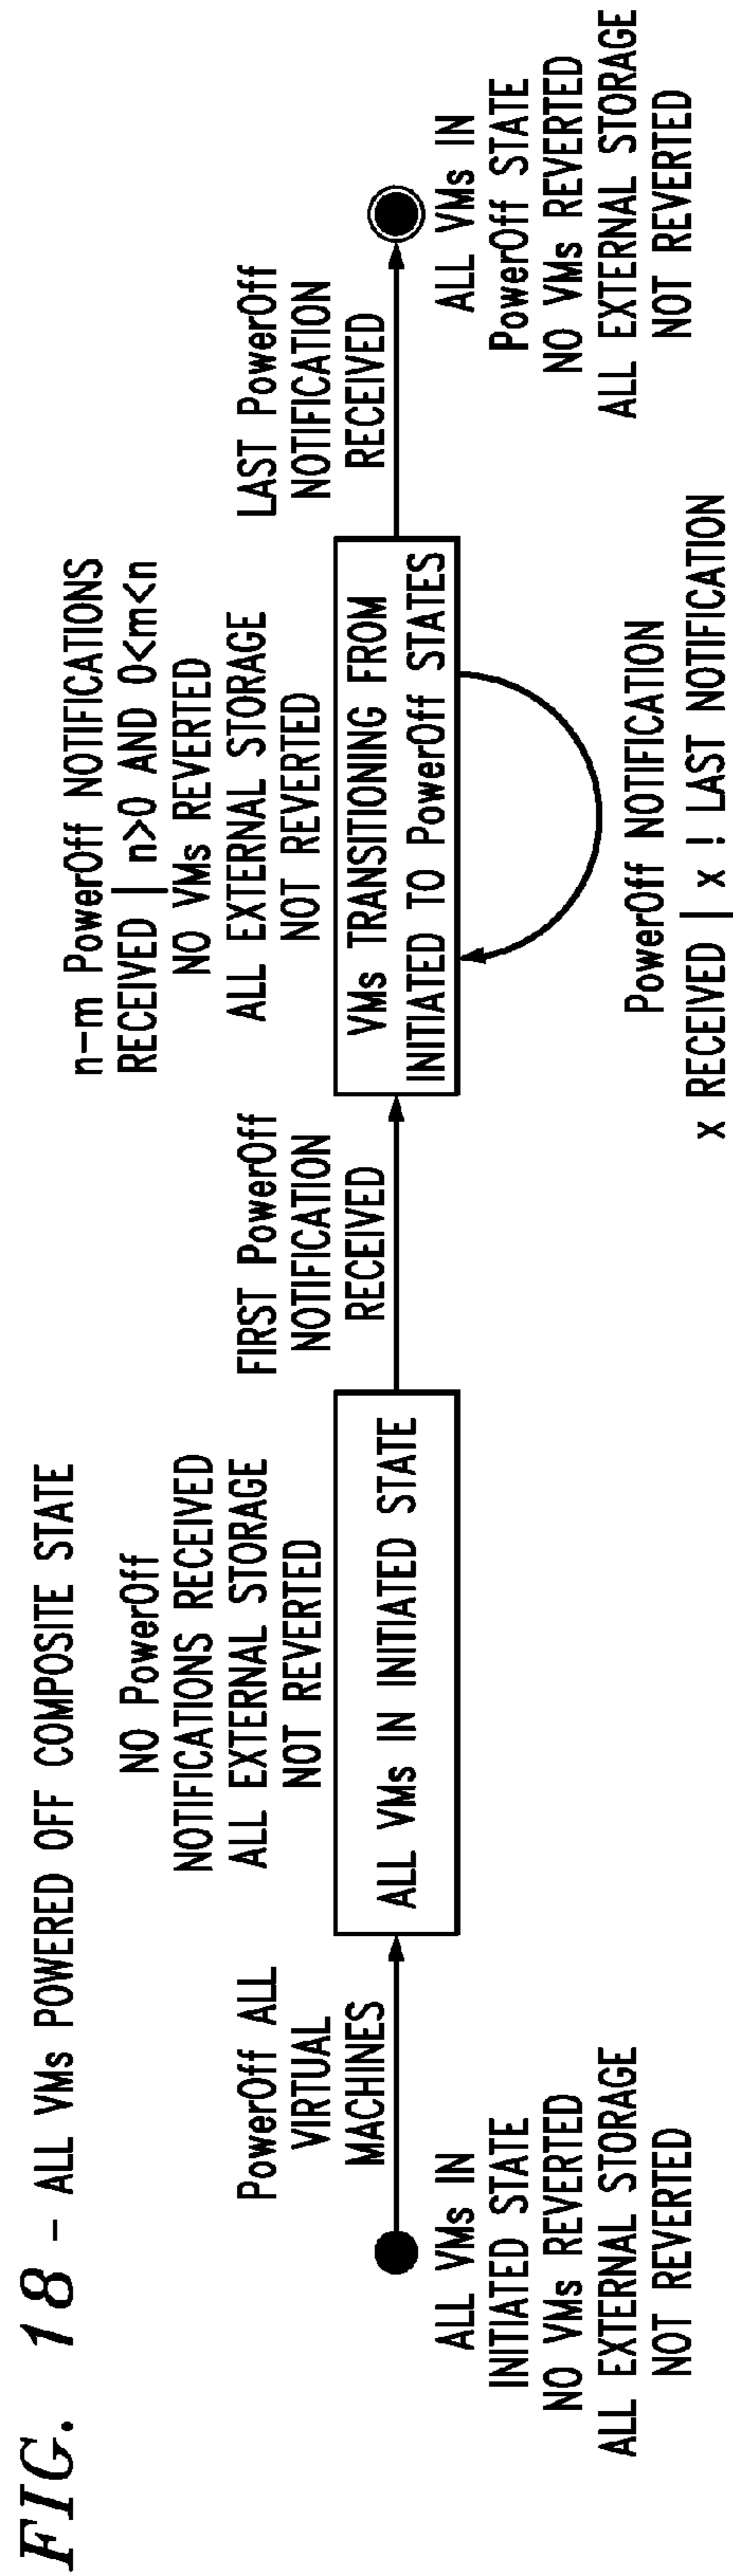 FIG. 18 - ALL VMs POWERED OFF COMPOSITE STATE
ALL VMs IN
INITIATED STATE
NO VMs REVERTED
ALL EXTERNAL STORAGE
NOT REVERTED
PowerOff ALL
VIRTUAL
MACHINES
NO PowerOff
NOTIFICATIONS RECEIVED
ALL EXTERNAL STORAGE
NOT REVERTED
ALL VMs IN INITIATED STATE
FIRST PowerOff
NOTIFICATION
RECEIVED
n-m PowerOff NOTIFICATIONS
RECEIVED | n>0 AND 0<m<n
NO VMs REVERTED
ALL EXTERNAL STORAGE
NOT REVERTED
VMs TRANSITIONING FROM
INITIATED TO PowerOff STATES
PowerOff NOTIFICATION
x RECEIVED | x ! LAST NOTIFICATION
LAST PowerOff
NOTIFICATION
RECEIVED
ALL VMs IN
PowerOff STATE
NO VMs REVERTED
ALL EXTERNAL STORAGE
NOT REVERTED